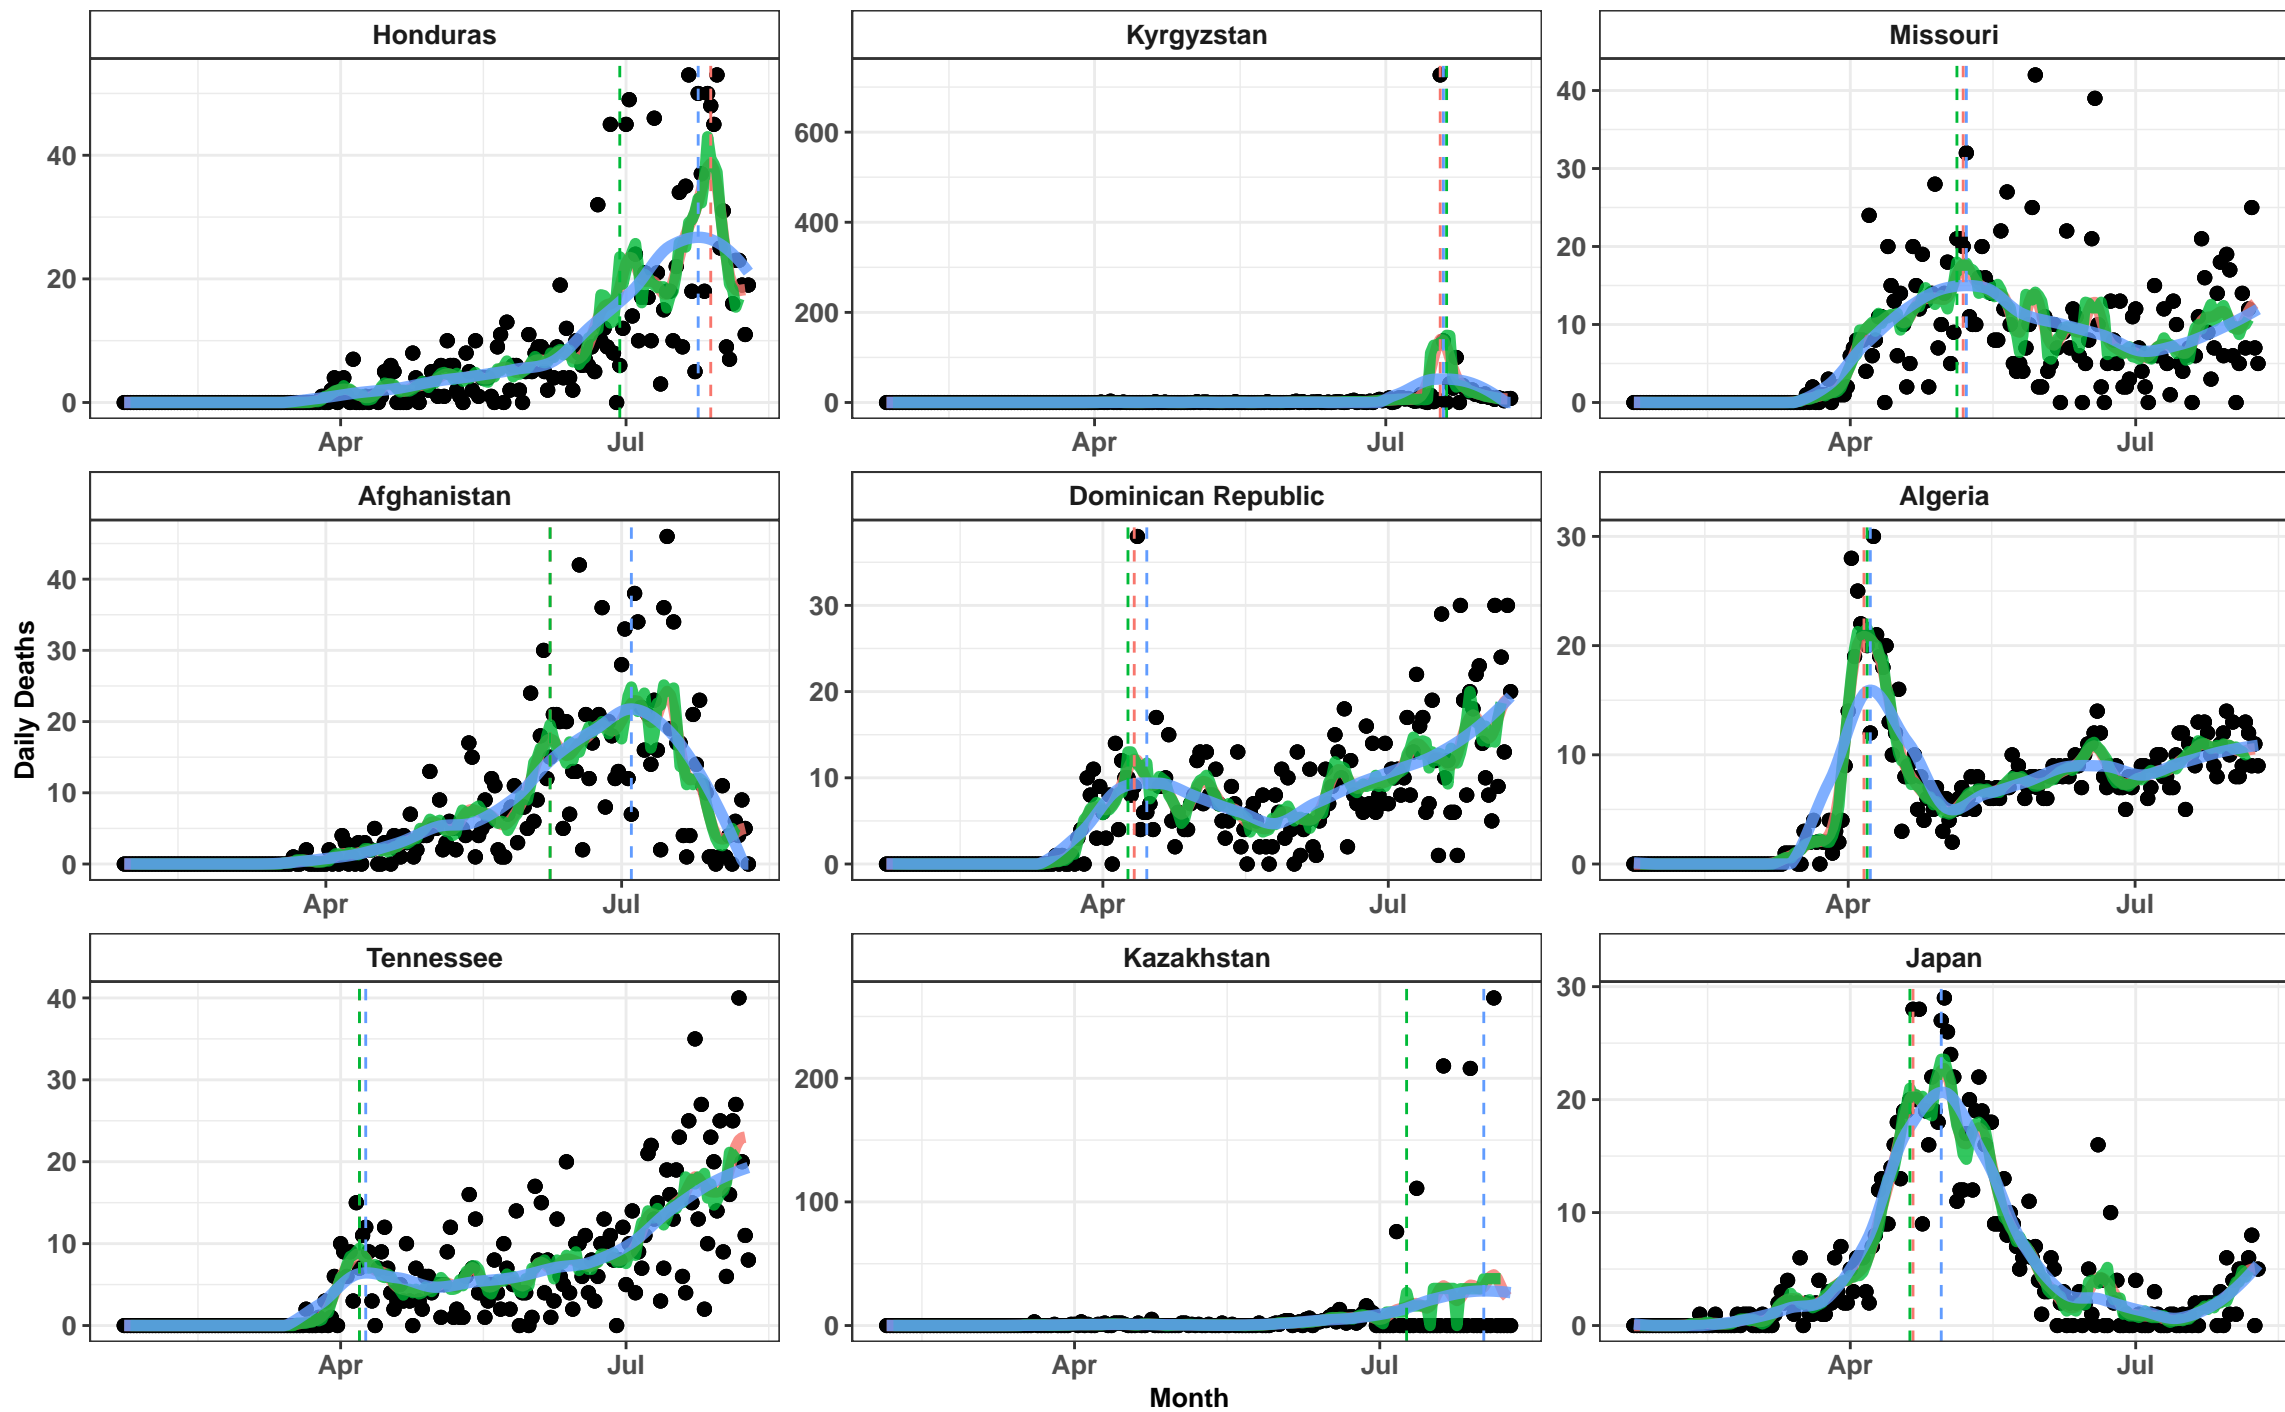 Honduras
Kyrgyzstan
Missouri
40
20
0
600
400
200
0
40
30
20
10
0
Apr
Jul
Apr
Jul
Apr
Jul
Afghanistan
Dominican Republic
Algeria
Daily Deaths
40
30
20
10
0
30
20
10
0
30
20
10
0
Apr
Jul
Apr
Jul
Apr
Jul
Tennessee
Kazakhstan
Japan
40
30
20
10
0
200
100
0
30
20
10
0
Apr
Jul
Apr
Jul
Apr
Jul
Month